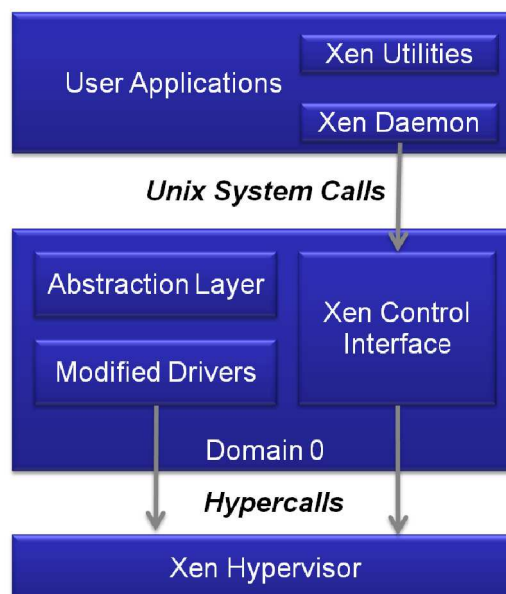 User Applications
Xen Utilities
Xen Daemon
Unix System Calls
Abstraction Layer
Modified Drivers
Xen Control
Interface
Domain 0
Hypercalls
Xen Hypervisor